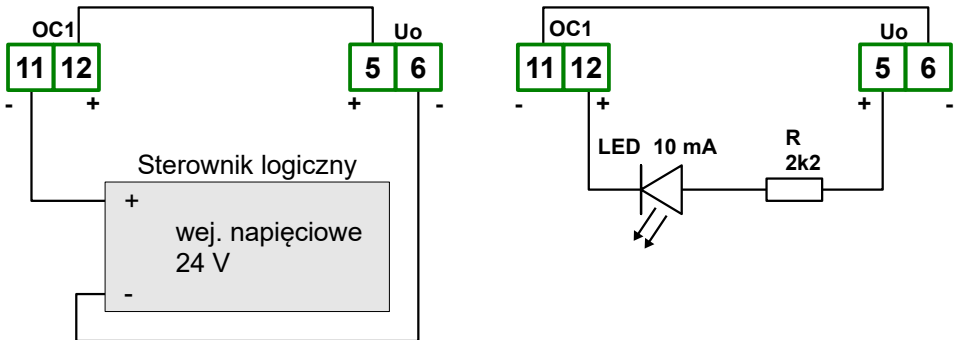 OC1
Uo
11 12
5 6
- +
+ -
Sterownik logiczny
+
wej. napięciowe
24 V
-
OC1
Uo
11 12
5 6
- +
+ -
LED 10 mA
R
2k2